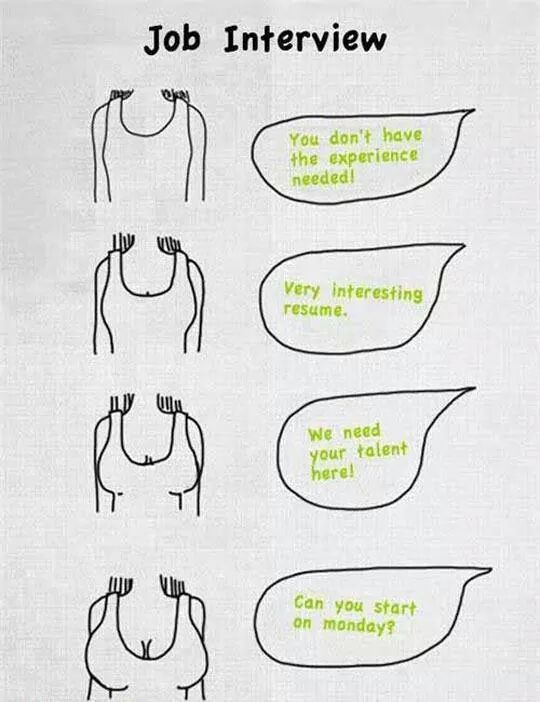 Job Interview
You don't have
the experience
needed!
Very interesting
resume.
We need
your talent
here!
Can you start
on monday?